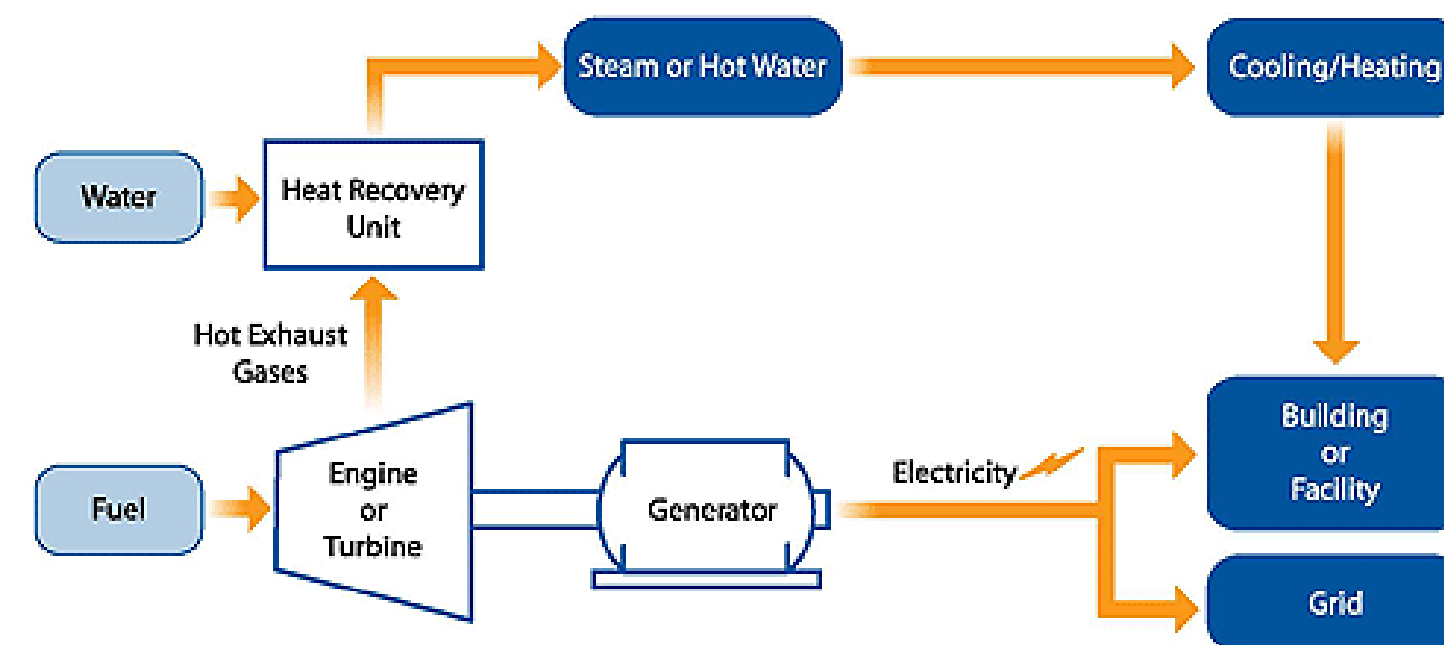 Steam or Hot Water
Cooling/Heating
Water
Heat Recovery
Unit
Hot Exhaust
Gases
Fuel
Engine
or
Turbine
Generator
Electricity
Building
or
Facility
Grid